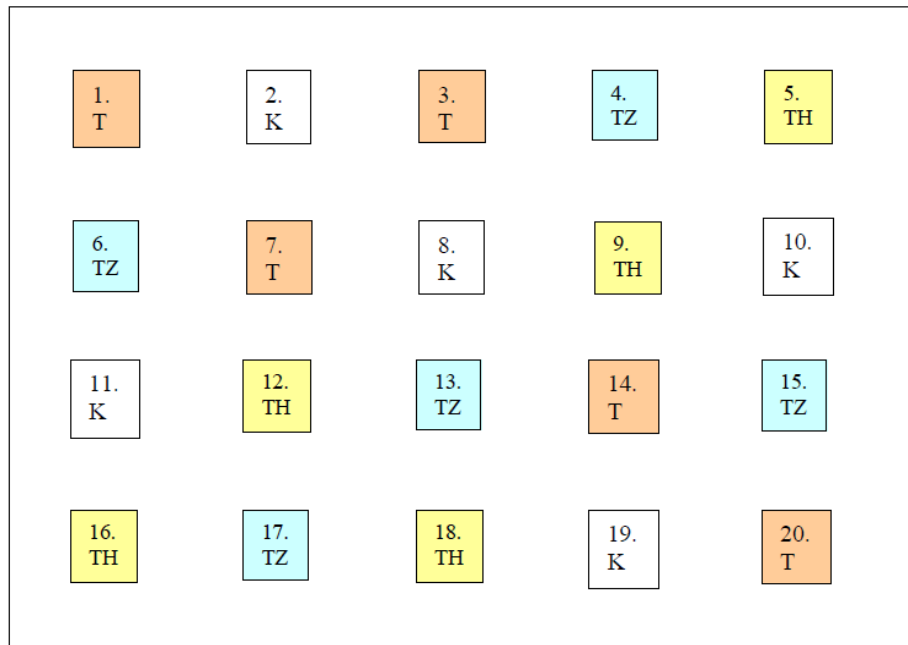 1.
T
2.
K
3.
T
4.
TZ
5.
TH
6.
TZ
7.
T
8.
K
9.
TH
10.
K
11.
K
12.
TH
13.
TZ
14.
T
15.
TZ
16.
TH
17.
TZ
18.
TH
19.
K
20.
T